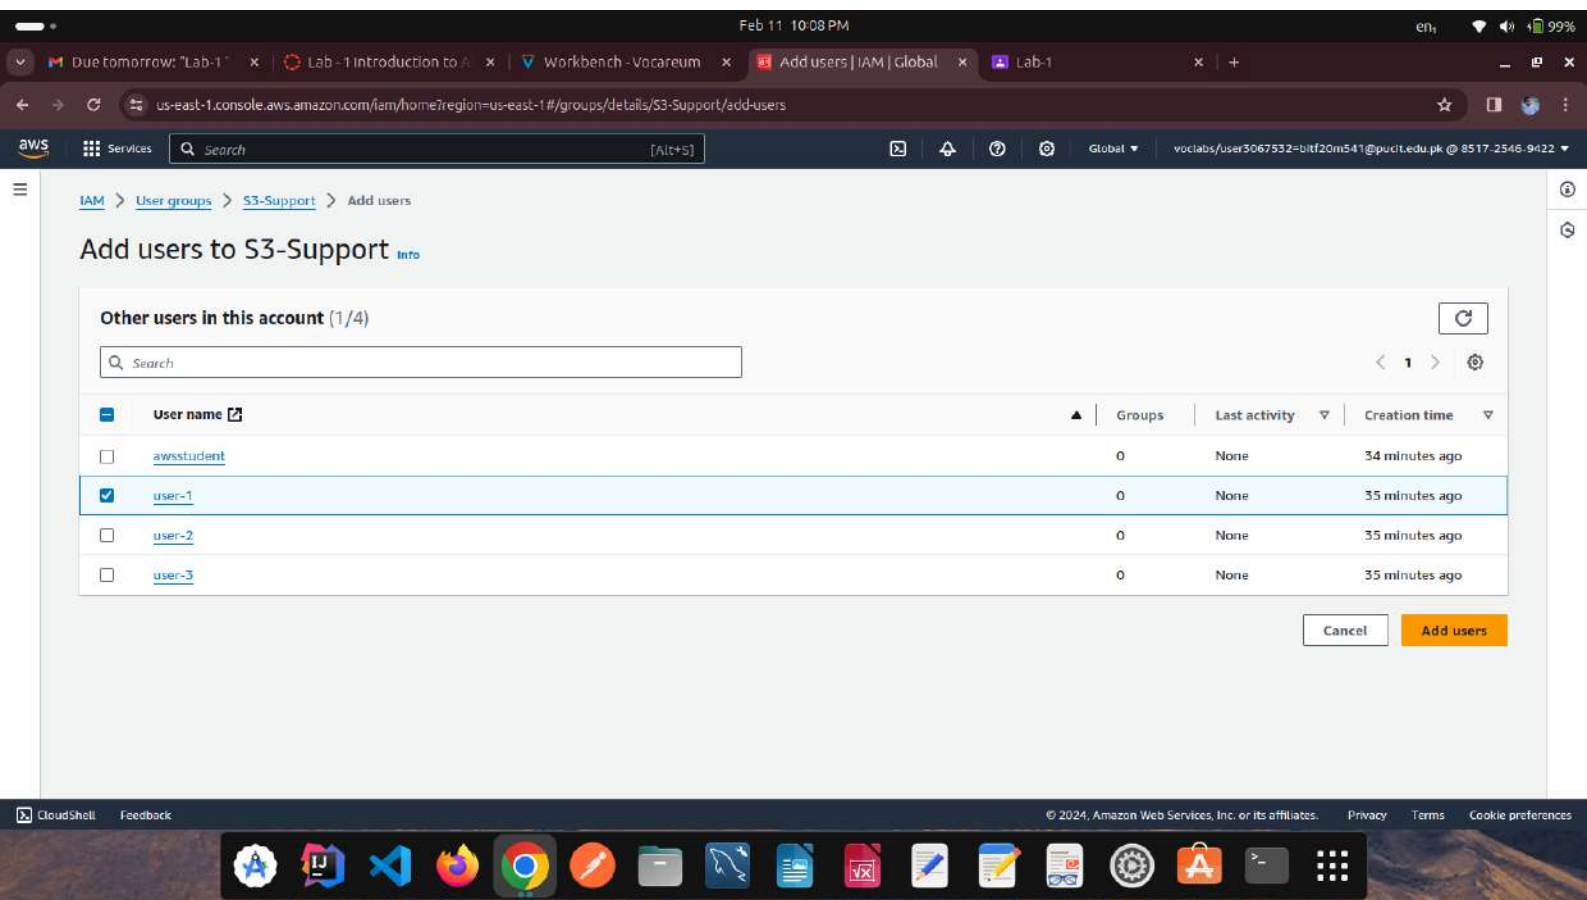 Feb 11 10:08 PM
en₁ 99%
Due tomorrow: "Lab-1" Lab - 1 Introduction to A Workbench - Vocareum Add users | IAM | Global Lab-1
us-east-1.console.aws.amazon.com/iam/home?region=us-east-1#/groups/details/S3-Support/add-users
aws Services Search [Alt+S] Global voclabs/user3067532=bitf20m541@pucit.edu.pk @ 8517-2546-9422
IAM > User groups > S3-Support > Add users
Add users to S3-Support Info
Other users in this account (1/4)
Search
1
User name Groups Last activity Creation time
awsstudent 0 None 34 minutes ago
user-1 0 None 35 minutes ago
user-2 0 None 35 minutes ago
user-3 0 None 35 minutes ago
Cancel Add users
CloudShell Feedback © 2024, Amazon Web Services, Inc. or its affiliates. Privacy Terms Cookie preferences